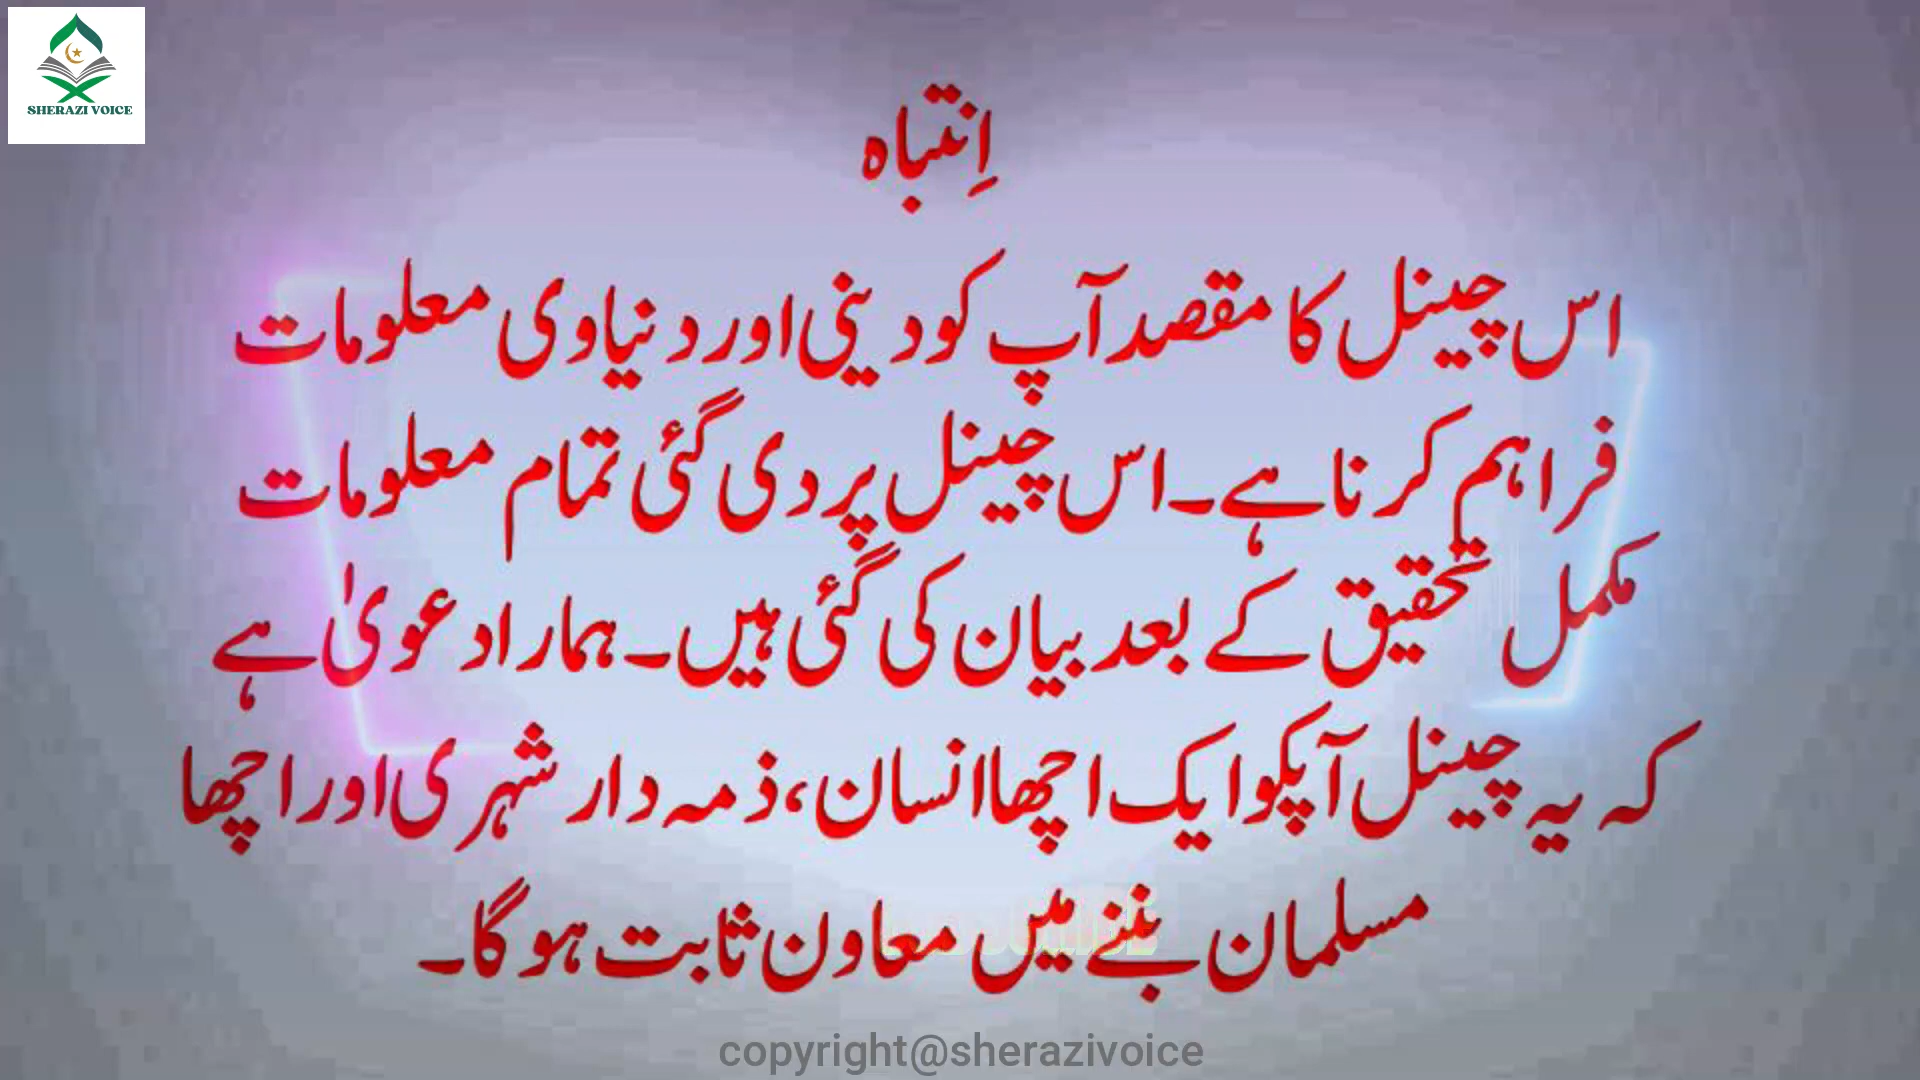 SHERAZI VOICE
اِنتباہ
اس چینل کا مقصد آپ کو دینی اور دنیاوی معلومات
فراہم کرنا ہے۔ اس چینل پر دی گئی تمام معلومات
مکمل تحقیق کے بعد بیان کی گئی ہیں۔ ہمارا دعویٰ ہے
کہ یہ چینل آپکو ایک اچھا انسان، ذمہ دار شہری اور اچھا
مسلمان بننے میں معاون ثابت ہو گا۔
copyright@sherazivoice